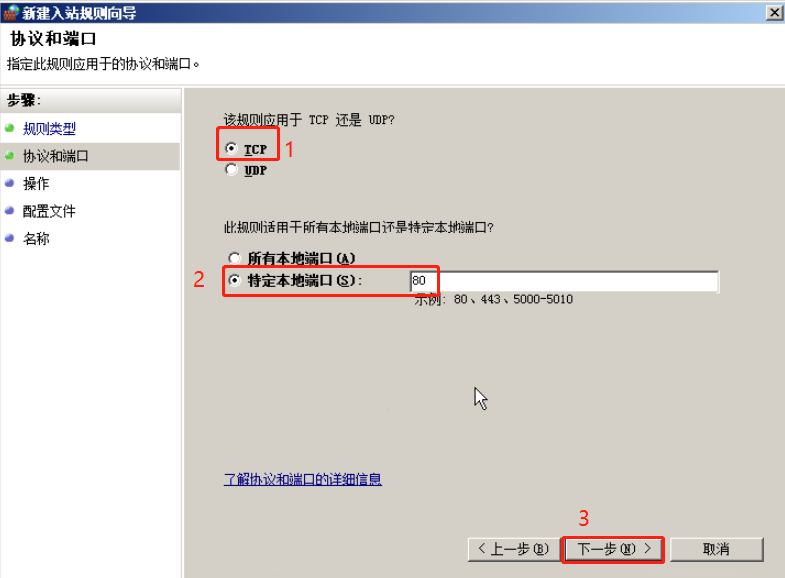 新建入站规则向导
协议和端口
指定此规则应用于的协议和端口。
步骤:
规则类型
协议和端口
操作
配置文件
名称
该规则应用于 TCP 还是 UDP?
TCP 1
UDP
此规则适用于所有本地端口还是特定本地端口?
所有本地端口(A)
2 特定本地端口(S): 80
示例: 80、443、5000-5010
了解协议和端口的详细信息
3
< 上一步(B) 下一步(N) > 取消